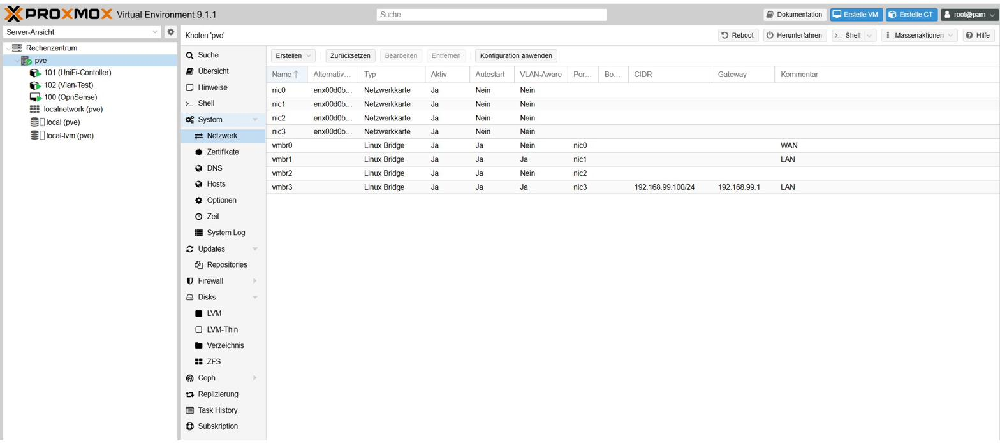 PROXMOX Virtual Environment 9.1.1 Suche Dokumentation Erstelle VM Erstelle CT root@pam
Server-Ansicht
Rechenzentrum
pve
101 (UniFi-Contoller)
102 (Vlan-Test)
100 (OpnSense)
localnetwork (pve)
local (pve)
local-lvm (pve)
Knoten 'pve' Reboot Herunterfahren >_ Shell Massenaktionen Hilfe
Suche
Übersicht
Hinweise
>_ Shell
System
Netzwerk
Zertifikate
DNS
Hosts
Optionen
Zeit
System Log
Updates
Repositories
Firewall
Disks
LVM
LVM-Thin
Verzeichnis
ZFS
Ceph
Replizierung
Task History
Subskription
Erstellen Zurücksetzen Bearbeiten Entfernen Konfiguration anwenden
Name Alternativ... Typ Aktiv Autostart VLAN-Aware Por... Bo... CIDR Gateway Kommentar
nic0 enx00d0b... Netzwerkkarte Ja Nein Nein
nic1 enx00d0b... Netzwerkkarte Ja Nein Nein
nic2 enx00d0b... Netzwerkkarte Ja Nein Nein
nic3 enx00d0b... Netzwerkkarte Ja Nein Nein
vmbr0 Linux Bridge Ja Ja Nein nic0 WAN
vmbr1 Linux Bridge Ja Ja Ja nic1 LAN
vmbr2 Linux Bridge Ja Ja Nein nic2
vmbr3 Linux Bridge Ja Ja Ja nic3 192.168.99.100/24 192.168.99.1 LAN